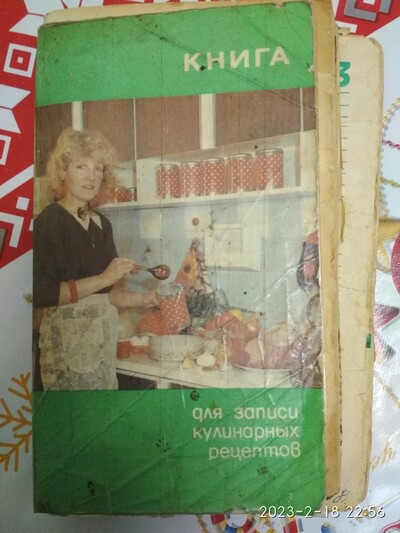 КНИГА
З
для записи
кулинарных
рецептов
2023-2-18 22:56